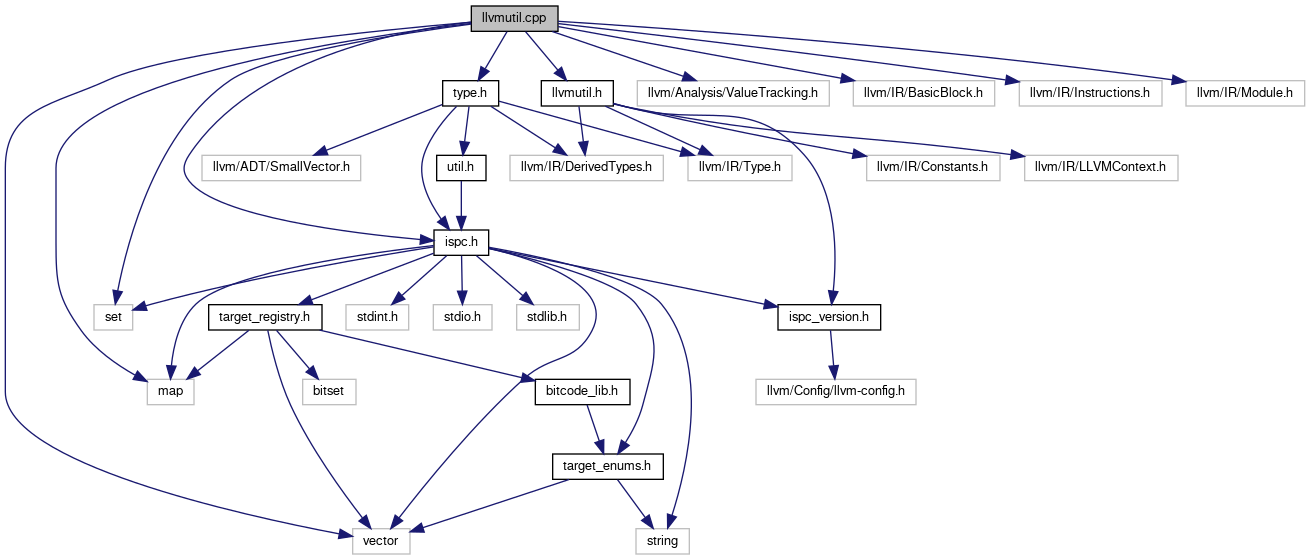 llvmutil.cpp
type.h
llvmutil.h
llvm/Analysis/ValueTracking.h
llvm/IR/BasicBlock.h
llvm/IR/Instructions.h
llvm/IR/Module.h
llvm/ADT/SmallVector.h
util.h
llvm/IR/DerivedTypes.h
llvm/IR/Type.h
llvm/IR/Constants.h
llvm/IR/LLVMContext.h
ispc.h
set
target_registry.h
stdint.h
stdio.h
stdlib.h
ispc_version.h
map
bitset
bitcode_lib.h
llvm/Config/llvm-config.h
target_enums.h
vector
string